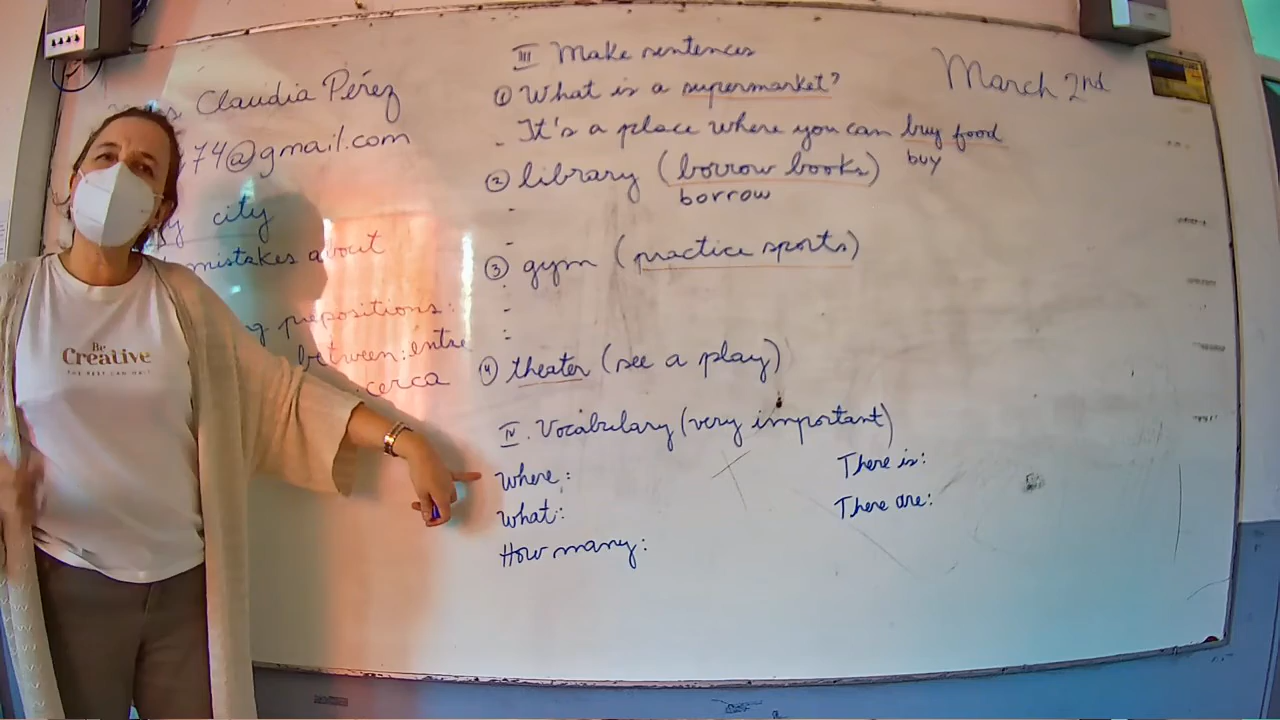 Claudia Pérez
74@gmail.com
city
mistakes about
prepositions:
between: entre
cerca
Be
Creative
III Make sentences
① What is a supermarket?
- It's a place where you can buy food
buy
② library (borrow books)
borrow
-
-
③ gym (practice sports)
-
-
-
④ theater (see a play)
IV. Vocabulary (very important)
Where:
What:
How many:
There is:
There are:
March 2nd